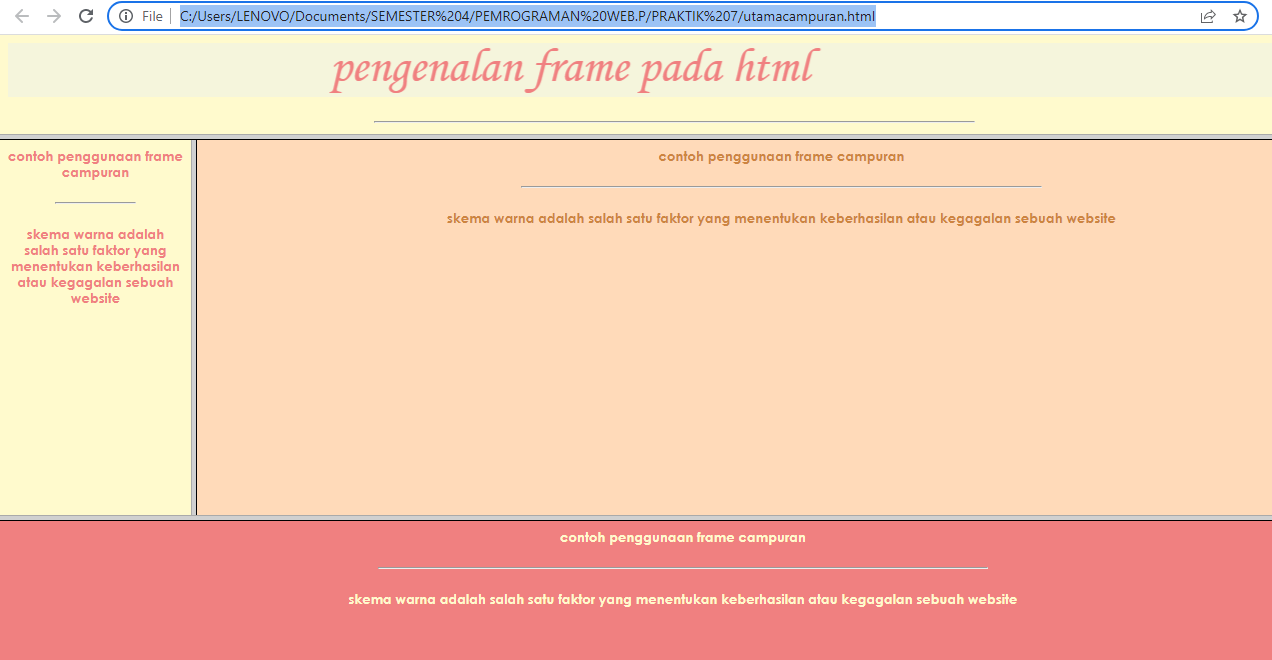 File
C:/Users/LENOVO/Documents/SEMESTER%204/PEMROGRAMAN%20WEB.P/PRAKTIK%207/utamacampuran.html
pengenalan frame pada html
contoh penggunaan frame
campuran
skema warna adalah
salah satu faktor yang
menentukan keberhasilan
atau kegagalan sebuah
website
contoh penggunaan frame campuran
skema warna adalah salah satu faktor yang menentukan keberhasilan atau kegagalan sebuah website
contoh penggunaan frame campuran
skema warna adalah salah satu faktor yang menentukan keberhasilan atau kegagalan sebuah website